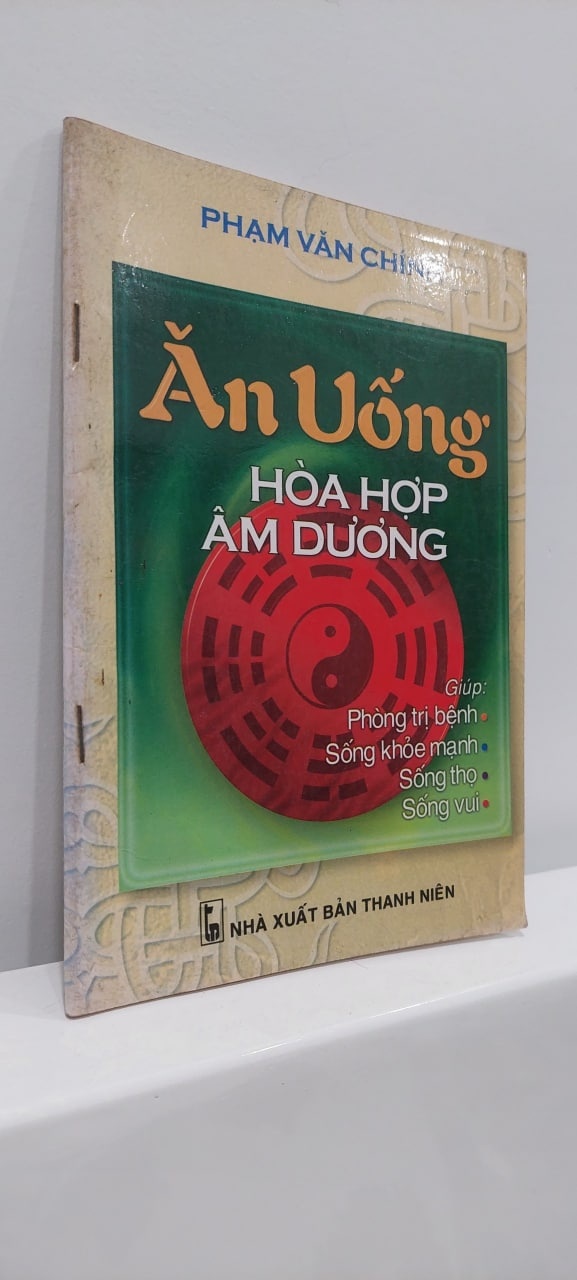 PHẠM VĂN
Ăn Uống
HÒA HỢP
ÂM DƯƠNG
Giúp:
Phòng trị bệnh •
Sống khỏe mạnh •
Sống thọ •
Sống vui •
NHÀ XUẤT BẢN THANH NIÊN